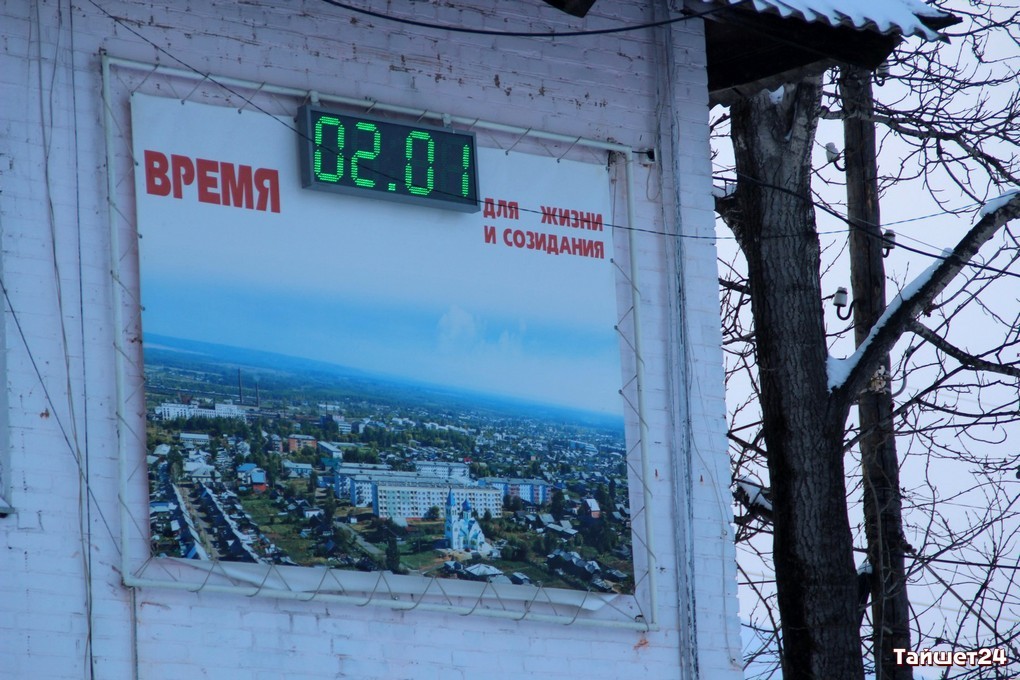 ВРЕМЯ
02.01
ДЛЯ ЖИЗНИ
И СОЗИДАНИЯ
Тайшет24